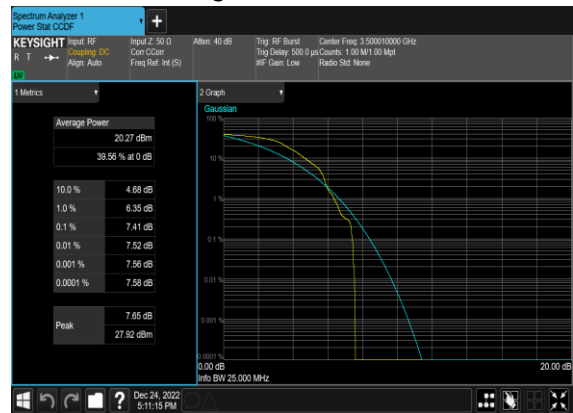 Spectrum Analyzer 1
Power Stat CCDF
+
KEYSIGHT
R T
Input: RF
Coupling: DC
Align: Auto
Input Z: 50 Ω
Corr CCorr
Freq Ref: Int (S)
Atten: 40 dB
Trig: RF Burst
Trig Delay: 500.0 µs
#IF Gain: Low
Center Freq: 3.500010000 GHz
Counts: 1.00 M/1.00 Mpt
Radio Std: None
1 Metrics
Average Power
20.27 dBm
39.56 % at 0 dB
10.0 % 4.68 dB
1.0 % 6.35 dB
0.1 % 7.41 dB
0.01 % 7.52 dB
0.001 % 7.56 dB
0.0001 % 7.58 dB
Peak
7.65 dB
27.92 dBm
2 Graph
Gaussian
100 %
10 %
1 %
0.1 %
0.01 %
0.001 %
0.0001 %
0.00 dB
20.00 dB
Info BW 25.000 MHz
?
Dec 24, 2022
5:11:15 PM